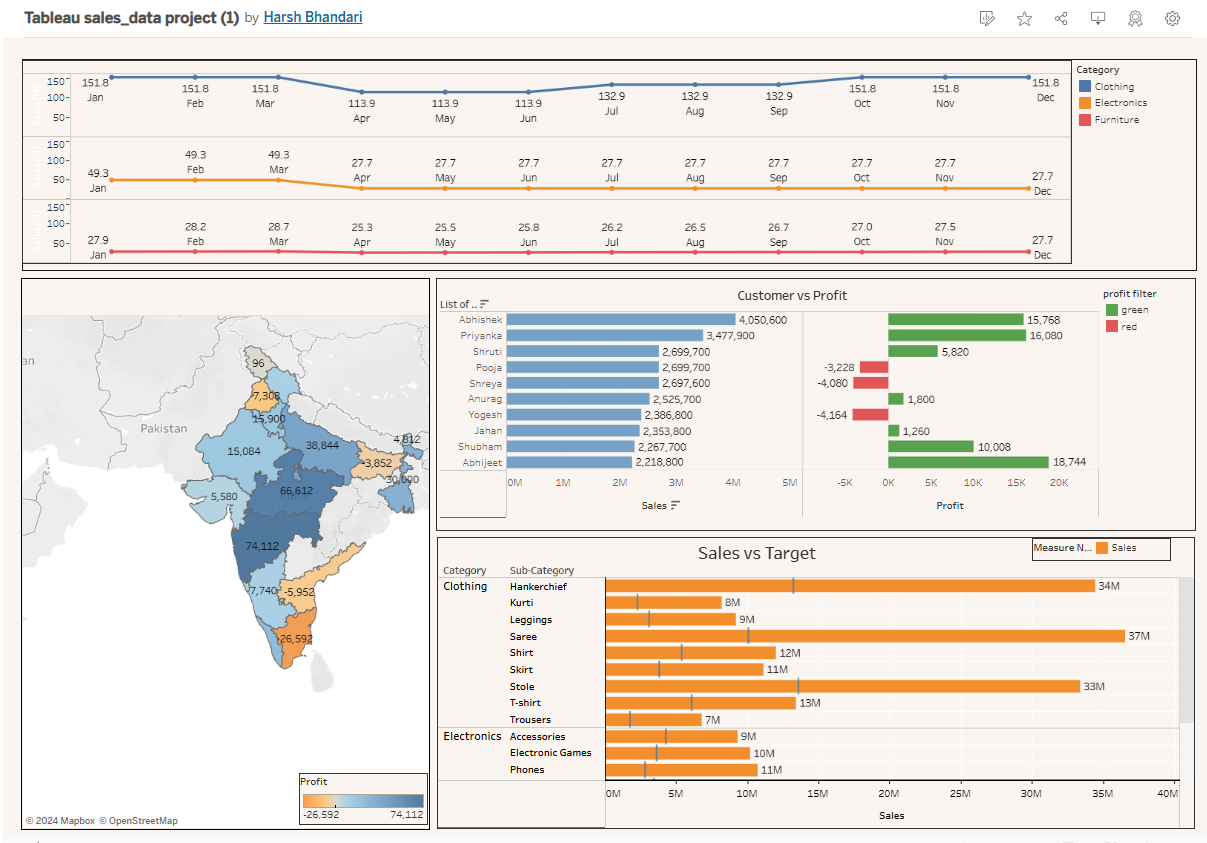 Tableau sales_data project (1) by Harsh Bhandari
150
100
50
151.8 151.8 151.8 113.9 113.9 113.9 132.9 132.9 132.9 151.8 151.8 151.8
Jan Feb Mar Apr May Jun Jul Aug Sep Oct Nov Dec
150
100
50
49.3 49.3 49.3 27.7 27.7 27.7 27.7 27.7 27.7 27.7 27.7 27.7
Jan Feb Mar Apr May Jun Jul Aug Sep Oct Nov Dec
150
100
50
27.9 28.2 28.7 25.3 25.5 25.8 26.2 26.5 26.7 27.0 27.5 27.7
Jan Feb Mar Apr May Jun Jul Aug Sep Oct Nov Dec
Category
Clothing
Electronics
Furniture
an
Pakistan
96
15,900
38,844
4,812
15,084
-3,852
30,000
5,580
66,612
74,112
-5,952
Profit
-26,592 74,112
© 2024 Mapbox © OpenStreetMap
Customer vs Profit
List of ..
Abhishek 4,050,600 15,768
Priyanka 3,477,900 16,080
Shruti 2,699,700 5,820
Pooja 2,699,700 -3,228
Shreya 2,697,600 -4,080
Anurag 2,525,700 1,800
Yogesh 2,386,800 -4,164
Jahan 2,353,800 1,260
Shubham 2,267,700 10,008
Abhijeet 2,218,800 18,744
0M 1M 2M 3M 4M 5M -5K 0K 5K 10K 15K 20K
Sales Profit
profit filter
green
red
Sales vs Target
Measure N... Sales
Category Sub-Category
Clothing Hankerchief 34M
Kurti 8M
Leggings 9M
Saree 37M
Shirt 12M
Skirt 11M
Stole 33M
T-shirt 13M
Trousers 7M
Electronics Accessories 9M
Electronic Games 10M
Phones 11M
0M 5M 10M 15M 20M 25M 30M 35M 40M
Sales